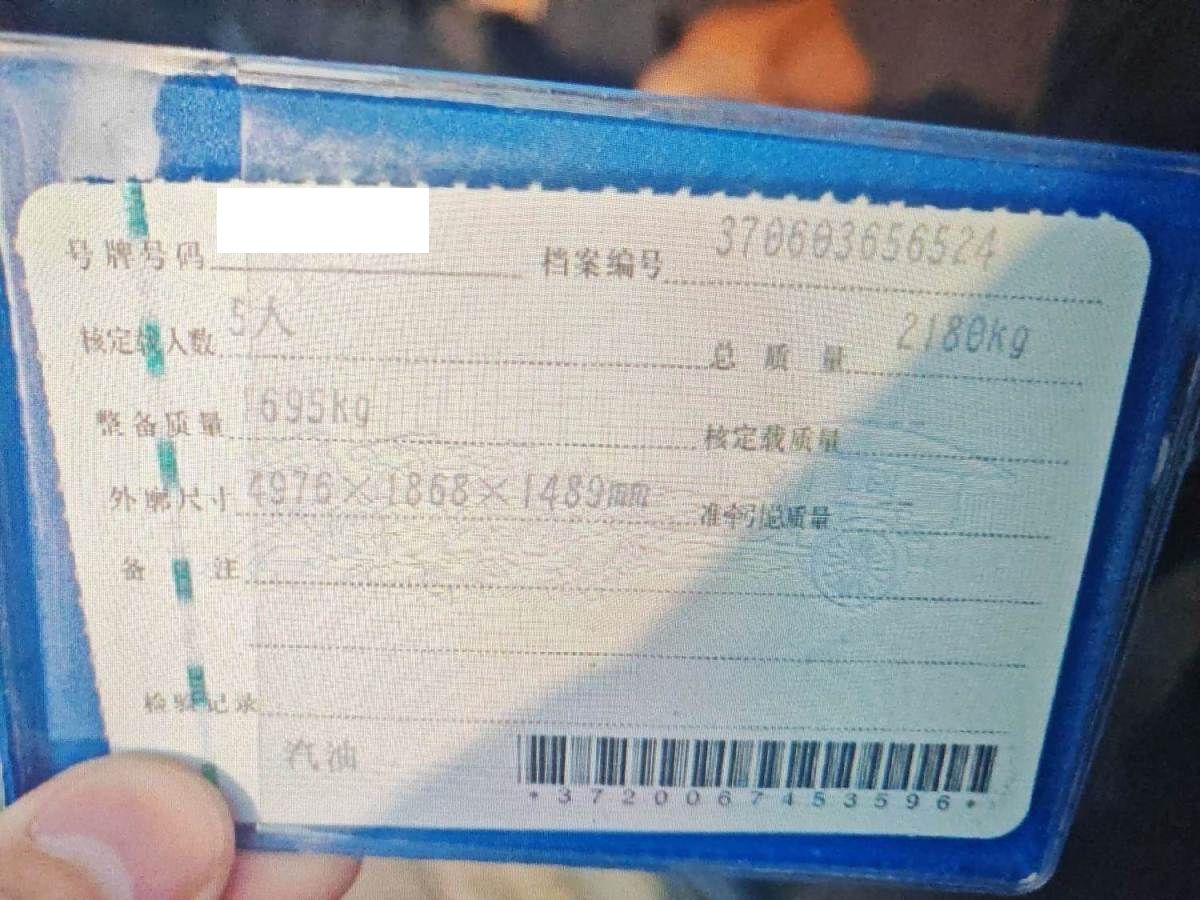 号牌号码 档案编号 370603656524
核定载人数 5人 总质量 2180kg
整备质量 1695kg 核定载质量 --
外廓尺寸 4976×1868×1489mm 准牵引总质量 --
备注
检验记录
汽油
*3720067453596*